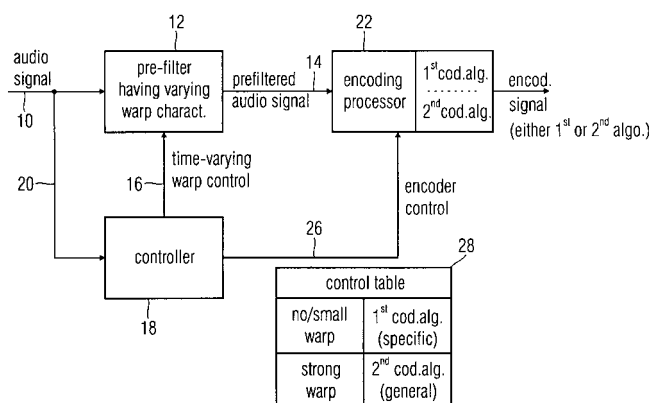 12
22
audio
signal
10
pre-filter
having varying
warp charact.
prefiltered
audio signal
14
encoding
processor
1st cod.alg.
2nd cod.alg.
encod.
signal
(either 1st or 2nd algo.)
20
16
time-varying
warp control
encoder
control
controller
18
26
28
control table
no/small
warp
1st cod.alg.
(specific)
strong
warp
2nd cod.alg.
(general)